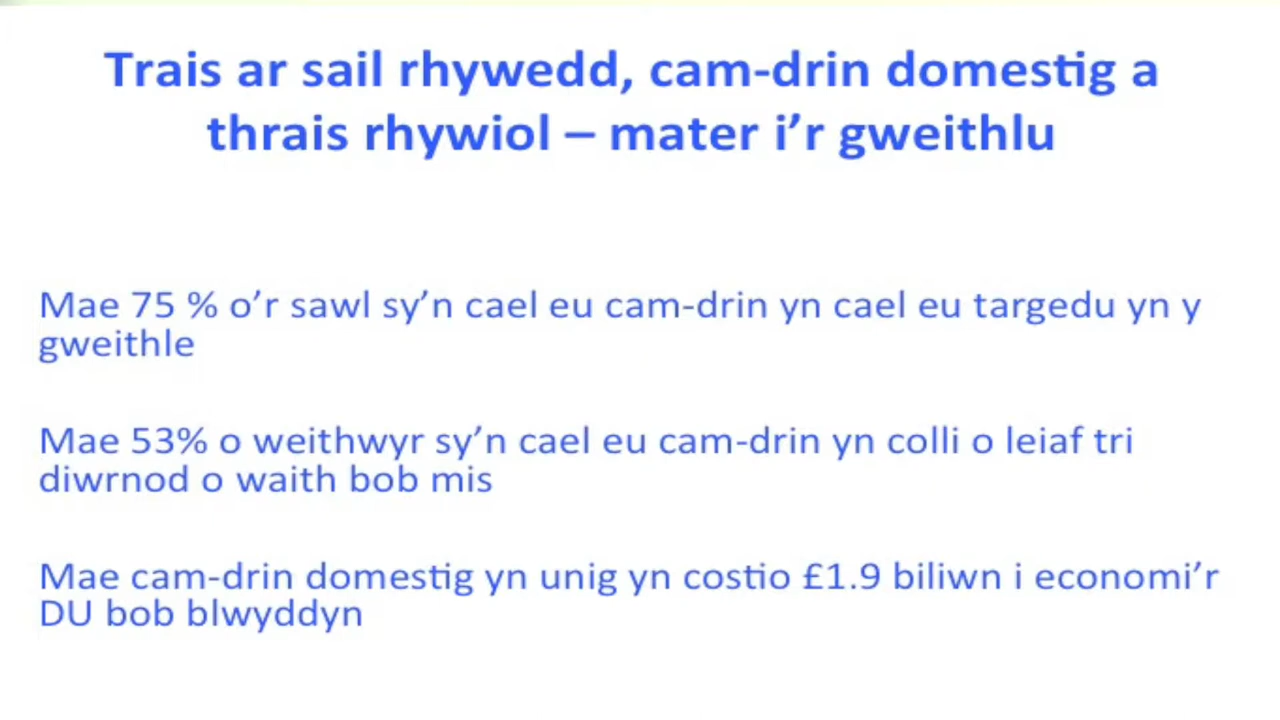 Trais ar sail rhywedd, cam-drin domestig a
thrais rhywiol – mater i’r gweithlu
Mae 75 % o’r sawl sy’n cael eu cam-drin yn cael eu targedu yn y
gweithle
Mae 53% o weithwyr sy’n cael eu cam-drin yn colli o leiaf tri
diwrnod o waith bob mis
Mae cam-drin domestig yn unig yn costio £1.9 biliwn i economi’r
DU bob blwyddyn